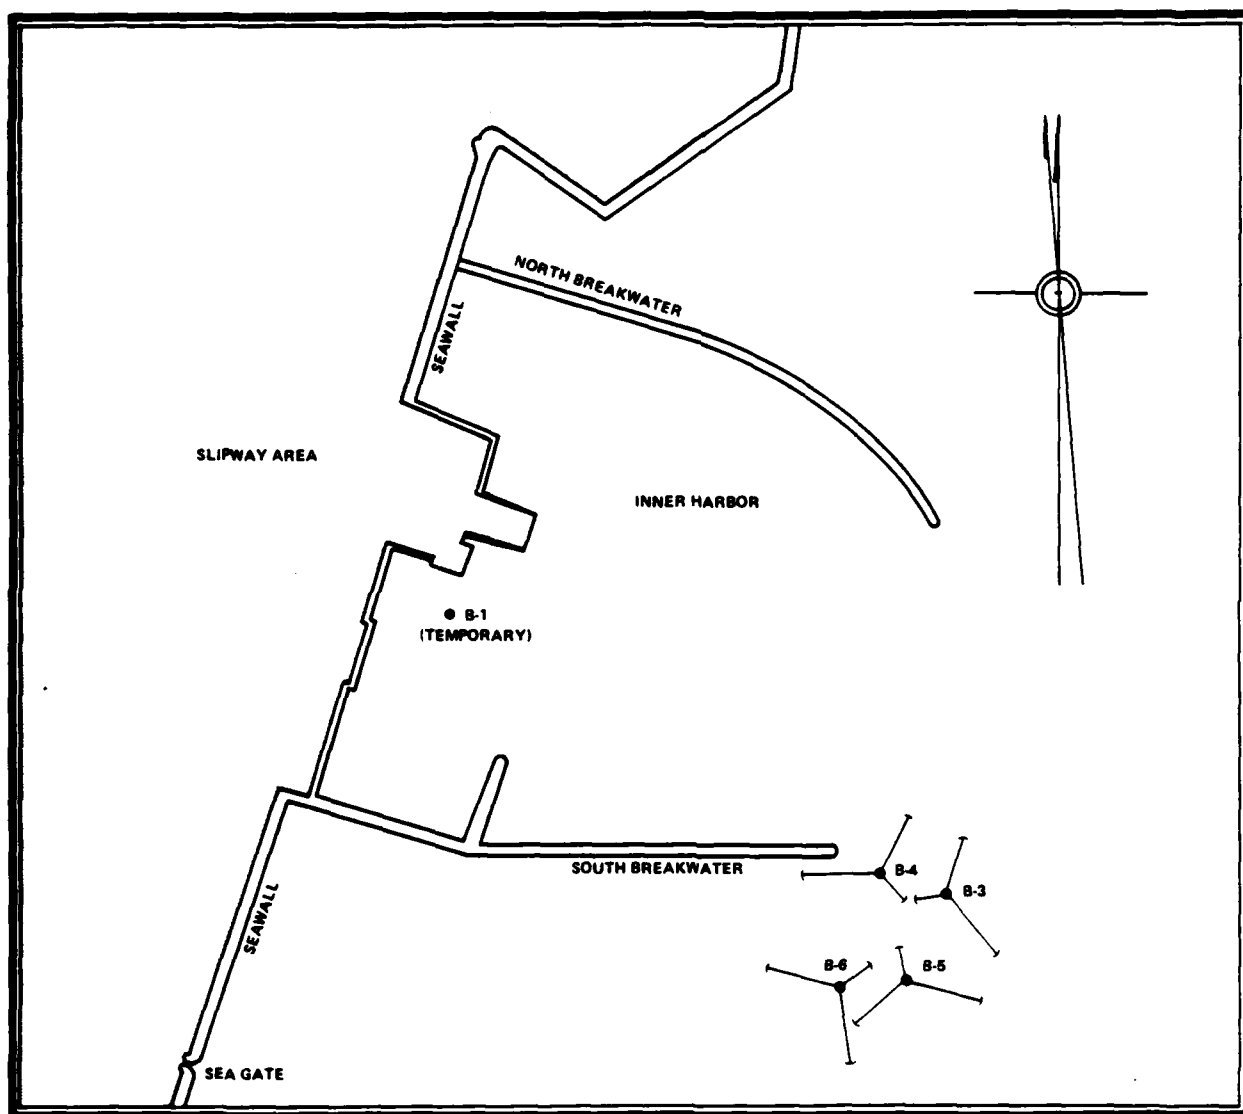 NORTH BREAKWATER
SEAWALL
SLIPWAY AREA
INNER HARBOR
B-1
(TEMPORARY)
SOUTH BREAKWATER
B-4
B-3
SEAWALL
B-6
B-5
SEA GATE